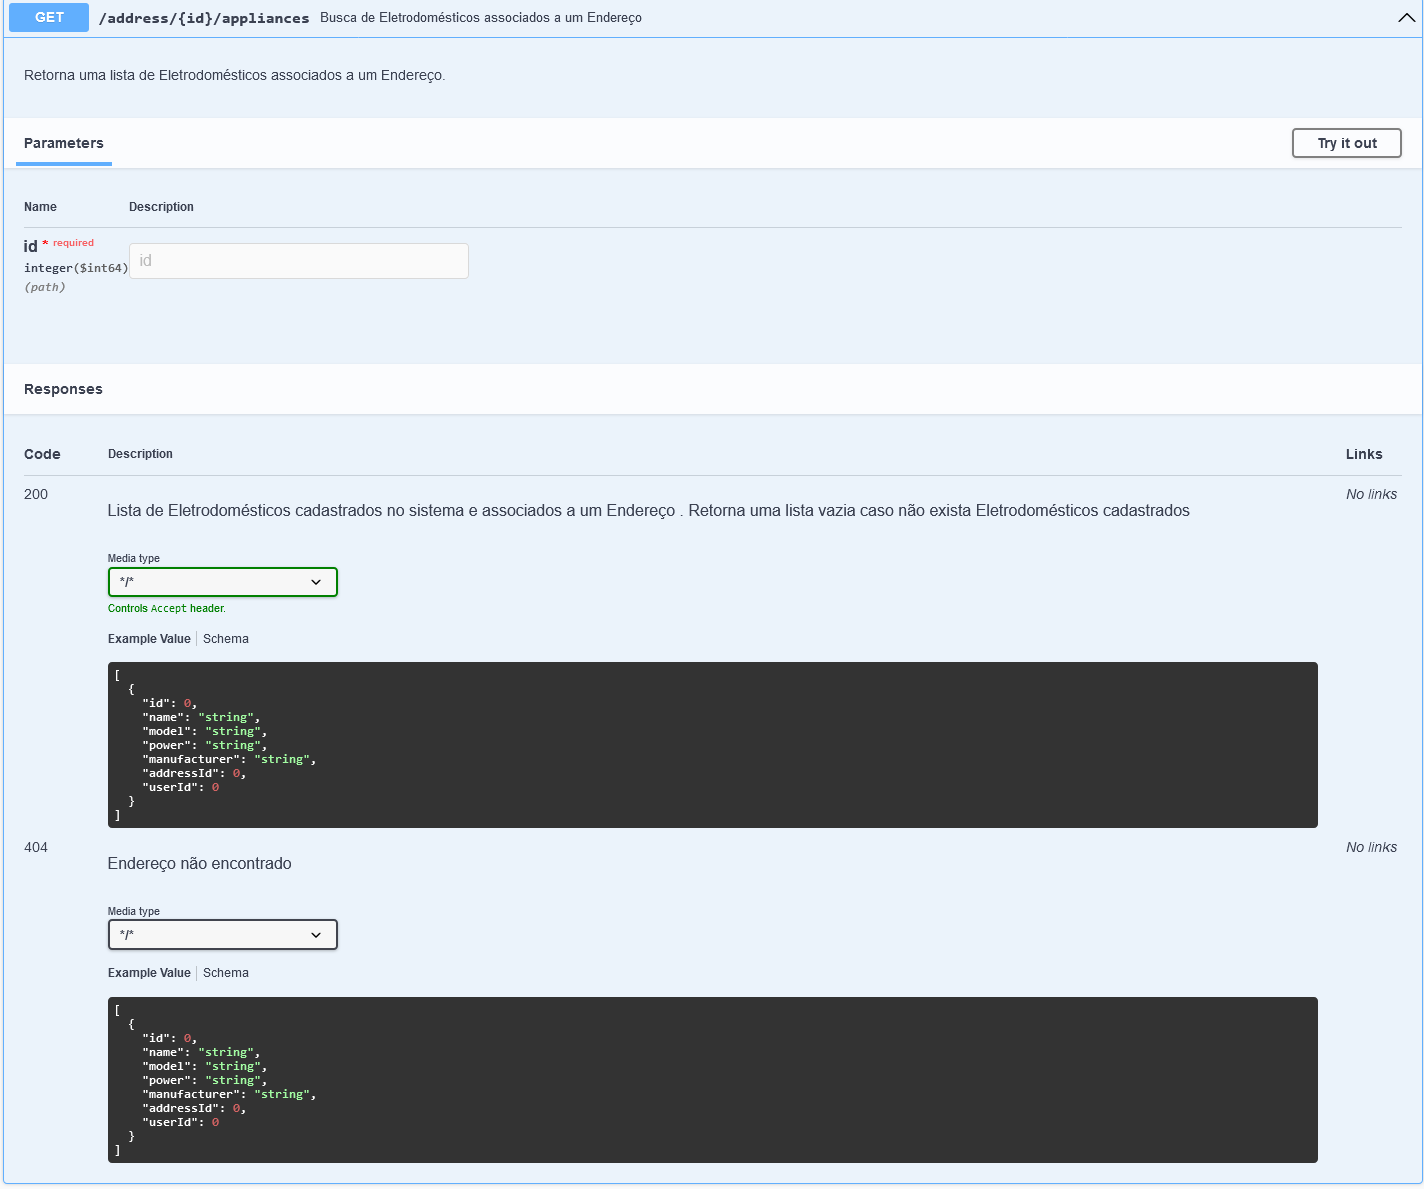 GET /address/{id}/appliances Busca de Eletrodomésticos associados a um Endereço
Retorna uma lista de Eletrodomésticos associados a um Endereço.
Parameters
Try it out
Name Description
id * required
integer($int64)
(path)
id
Responses
Code Description Links
200 No links
Lista de Eletrodomésticos cadastrados no sistema e associados a um Endereço . Retorna uma lista vazia caso não exista Eletrodomésticos cadastrados
Media type
*/*
Controls Accept header.
Example Value Schema
[
  {
    "id": 0,
    "name": "string",
    "model": "string",
    "power": "string",
    "manufacturer": "string",
    "addressId": 0,
    "userId": 0
  }
]
404 No links
Endereço não encontrado
Media type
*/*
Example Value Schema
[
  {
    "id": 0,
    "name": "string",
    "model": "string",
    "power": "string",
    "manufacturer": "string",
    "addressId": 0,
    "userId": 0
  }
]